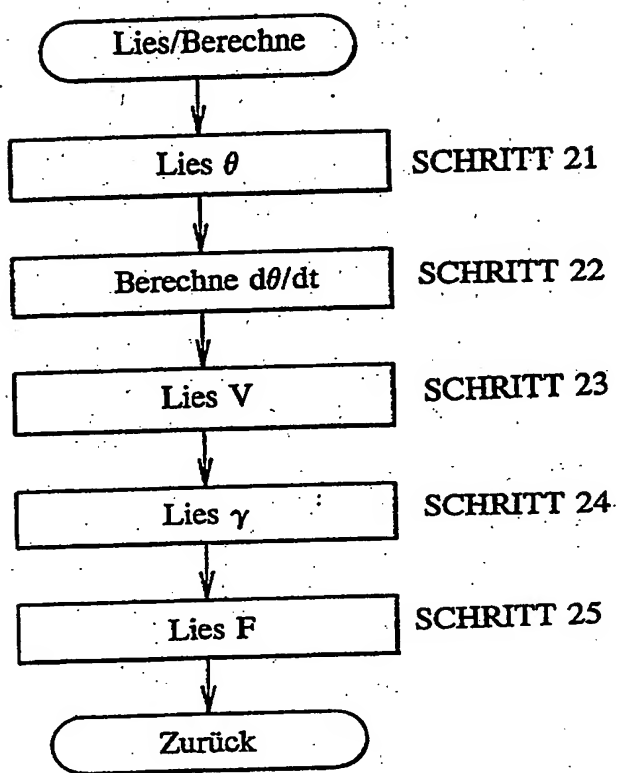 Lies/Berechne
Lies θ SCHRITT 21
Berechne dθ/dt SCHRITT 22
Lies V SCHRITT 23
Lies γ SCHRITT 24
Lies F SCHRITT 25
Zurück